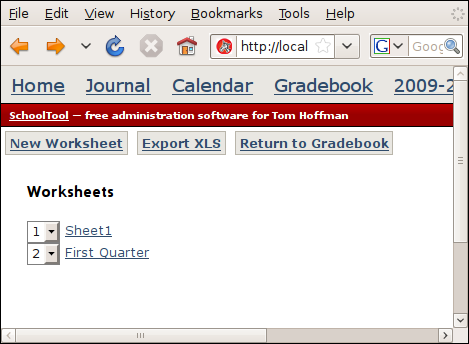 File Edit View History Bookmarks Tools Help
http://local G Goog
Home Journal Calendar Gradebook 2009-2
SchoolTool — free administration software for Tom Hoffman
New Worksheet Export XLS Return to Gradebook
Worksheets
1 Sheet1
2 First Quarter